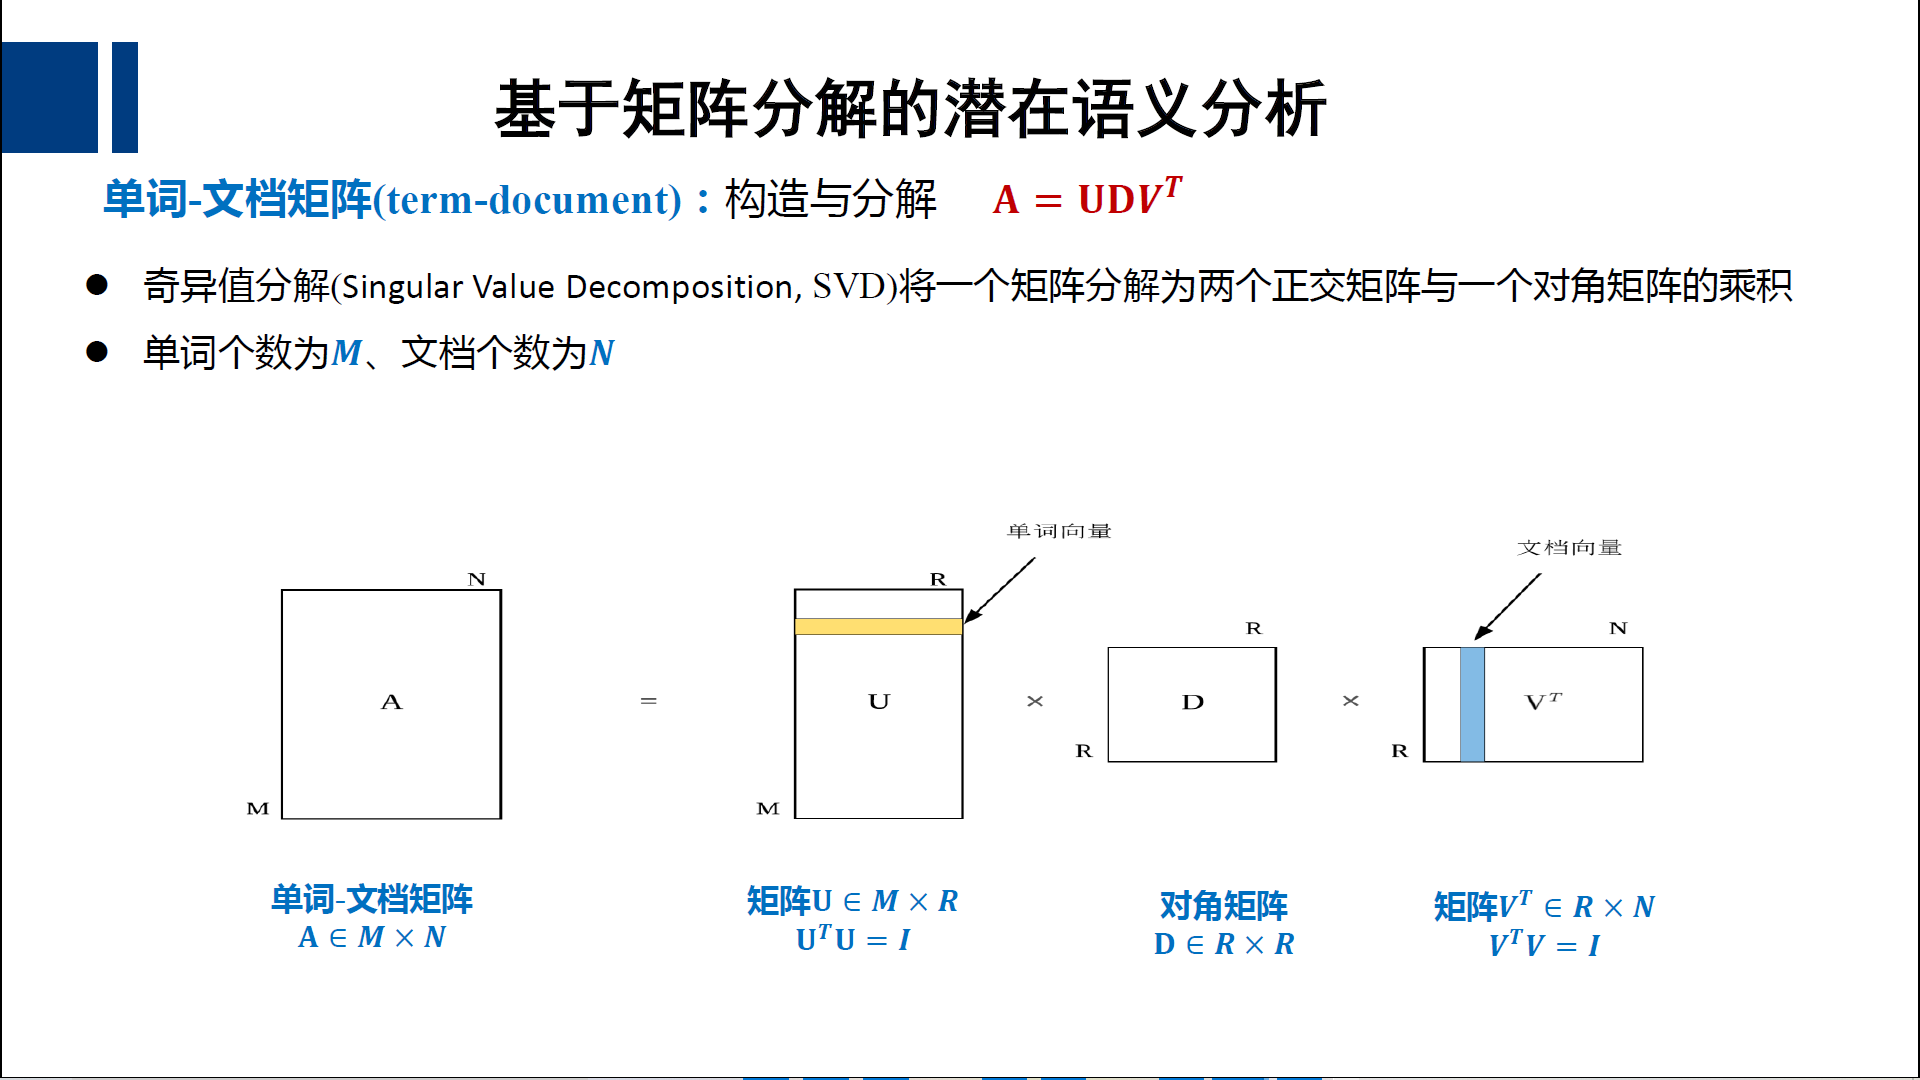 基于矩阵分解的潜在语义分析
单词-文档矩阵(term-document)：构造与分解 A = UDV^T
● 奇异值分解(Singular Value Decomposition, SVD)将一个矩阵分解为两个正交矩阵与一个对角矩阵的乘积
● 单词个数为M、文档个数为N
单词向量
文档向量
N
R
R
N
A
=
U
×
D
×
V^T
R
R
M
M
单词-文档矩阵
A ∈ M × N
矩阵U ∈ M × R
U^T U = I
对角矩阵
D ∈ R × R
矩阵V^T ∈ R × N
V^T V = I